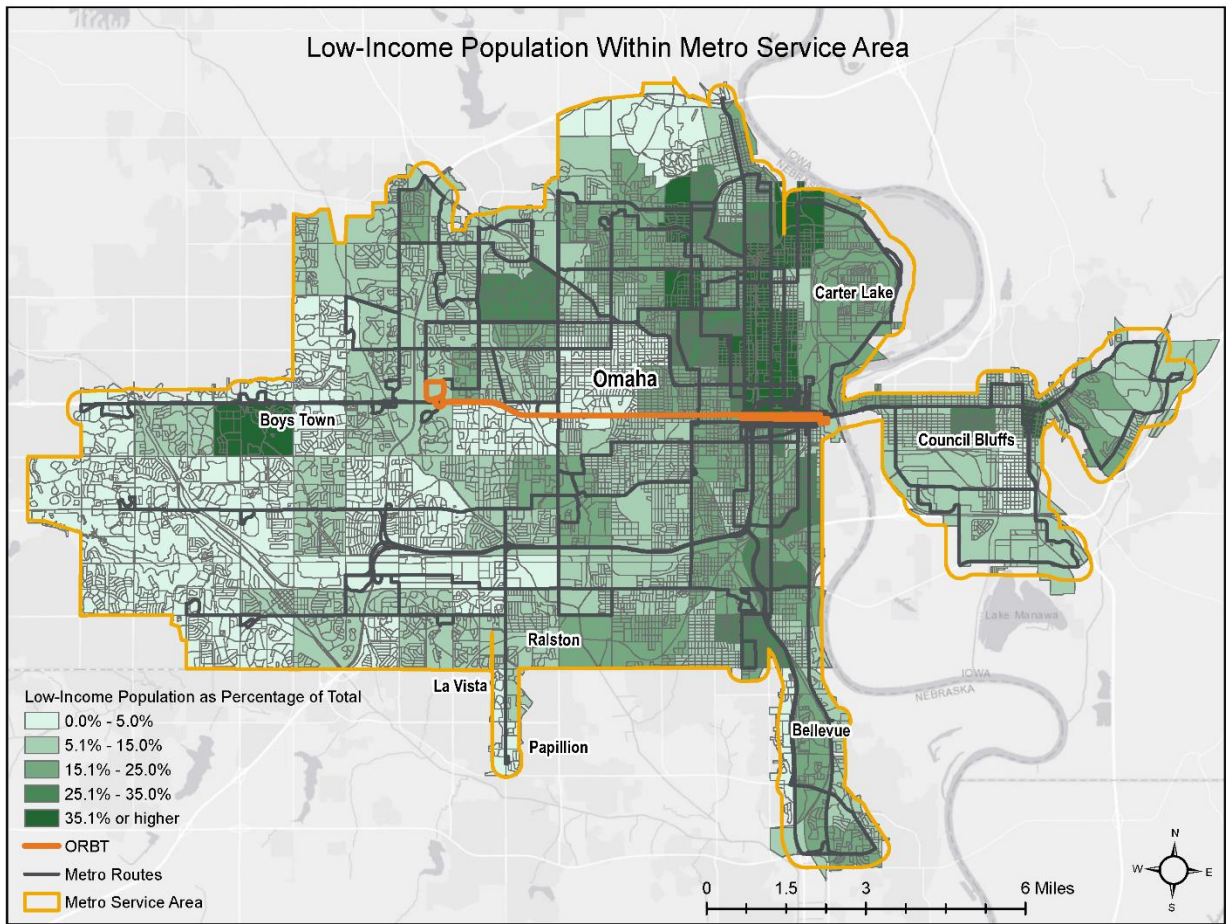 Low-Income Population Within Metro Service Area
IOWA
NEBRASKA
Carter Lake
Omaha
Boys Town
Council Bluffs
Lake Manawa
Ralston
IOWA
NEBRASKA
La Vista
Bellevue
Papillion
Low-Income Population as Percentage of Total
0.0% - 5.0%
5.1% - 15.0%
15.1% - 25.0%
25.1% - 35.0%
35.1% or higher
ORBT
Metro Routes
Metro Service Area
0 1.5 3 6 Miles
N
W E
S